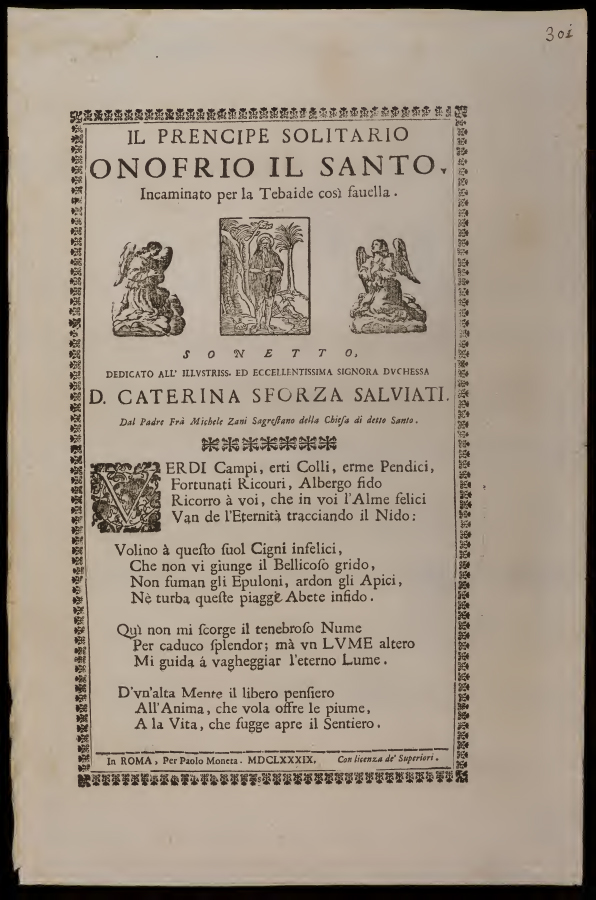 301
IL PRENCIPE SOLITARIO
ONOFRIO IL SANTO,
Incaminato per la Tebaide così fauella.
SONETTO,
DEDICATO ALL' ILLVSTRISS. ED ECCELLENTISSIMA SIGNORA DVCHESSA
D. CATERINA SFORZA SALVIATI.
Dal Padre Frà Michele Zani Sagreſtano della Chieſa di detto Santo.
VERDI Campi, erti Colli, erme Pendici,
Fortunati Ricouri, Albergo fido
Ricorro à voi, che in voi l'Alme felici
Van de l'Eternità tracciando il Nido:
Volino à queſto ſuol Cigni infelici,
Che non vi giunge il Bellicoſo grido,
Non fuman gli Epuloni, ardon gli Apici,
Nè turba queſte piaggie Abete infido.
Quì non mi ſcorge il tenebroſo Nume
Per caduco ſplendor; mà vn LVME altero
Mi guida á vagheggiar l'eterno Lume.
D'vn'alta Mente il libero penſiero
All'Anima, che vola offre le piume,
A la Vita, che fugge apre il Sentiero.
In ROMA, Per Paolo Moneta. MDCLXXXIX. Con licenza de' Superiori.